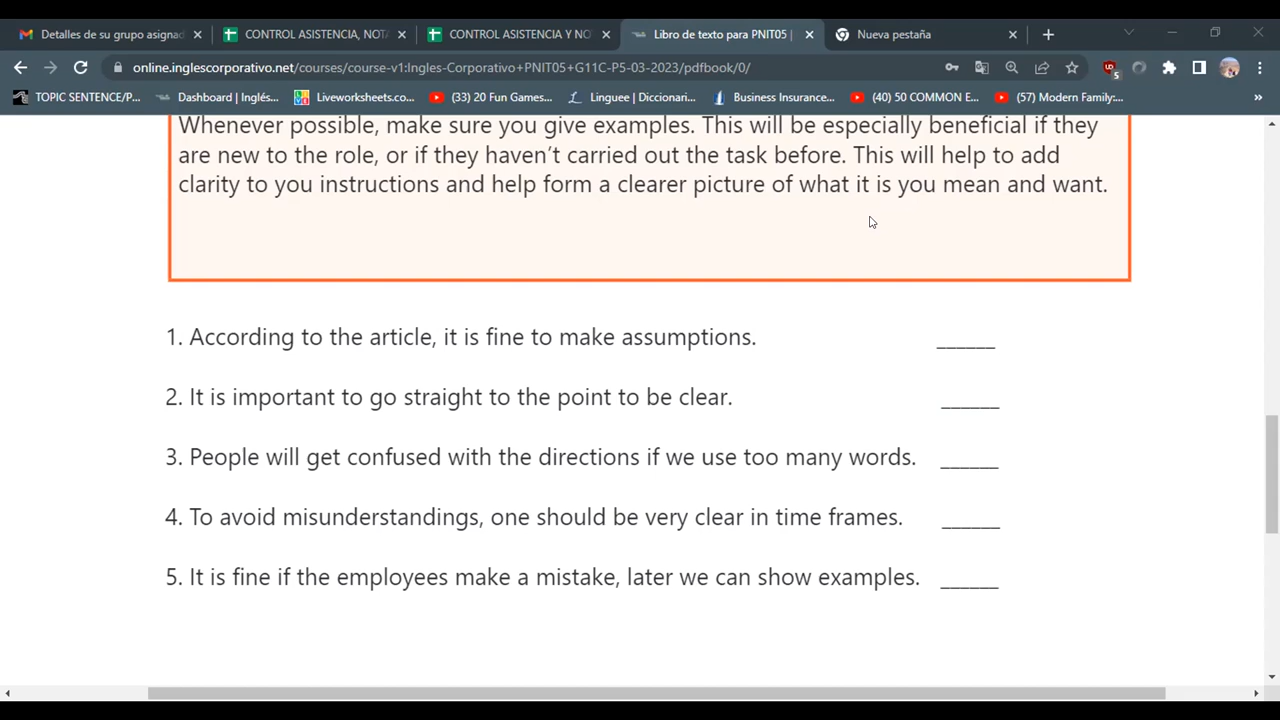 Detalles de su grupo asignad
CONTROL ASISTENCIA, NOTA
CONTROL ASISTENCIA Y NO
Libro de texto para PNIT05 |
Nueva pestaña
online.inglescorporativo.net/courses/course-v1:Ingles-Corporativo+PNIT05+G11C-P5-03-2023/pdfbook/0/
5
TOPIC SENTENCE/P...
Dashboard | Inglés...
Liveworksheets.co...
(33) 20 Fun Games...
Linguee | Diccionari...
Business Insurance...
(40) 50 COMMON E...
(57) Modern Family:...
Whenever possible, make sure you give examples. This will be especially beneficial if they
are new to the role, or if they haven't carried out the task before. This will help to add
clarity to you instructions and help form a clearer picture of what it is you mean and want.
1. According to the article, it is fine to make assumptions. ______
2. It is important to go straight to the point to be clear. ______
3. People will get confused with the directions if we use too many words. ______
4. To avoid misunderstandings, one should be very clear in time frames. ______
5. It is fine if the employees make a mistake, later we can show examples. ______